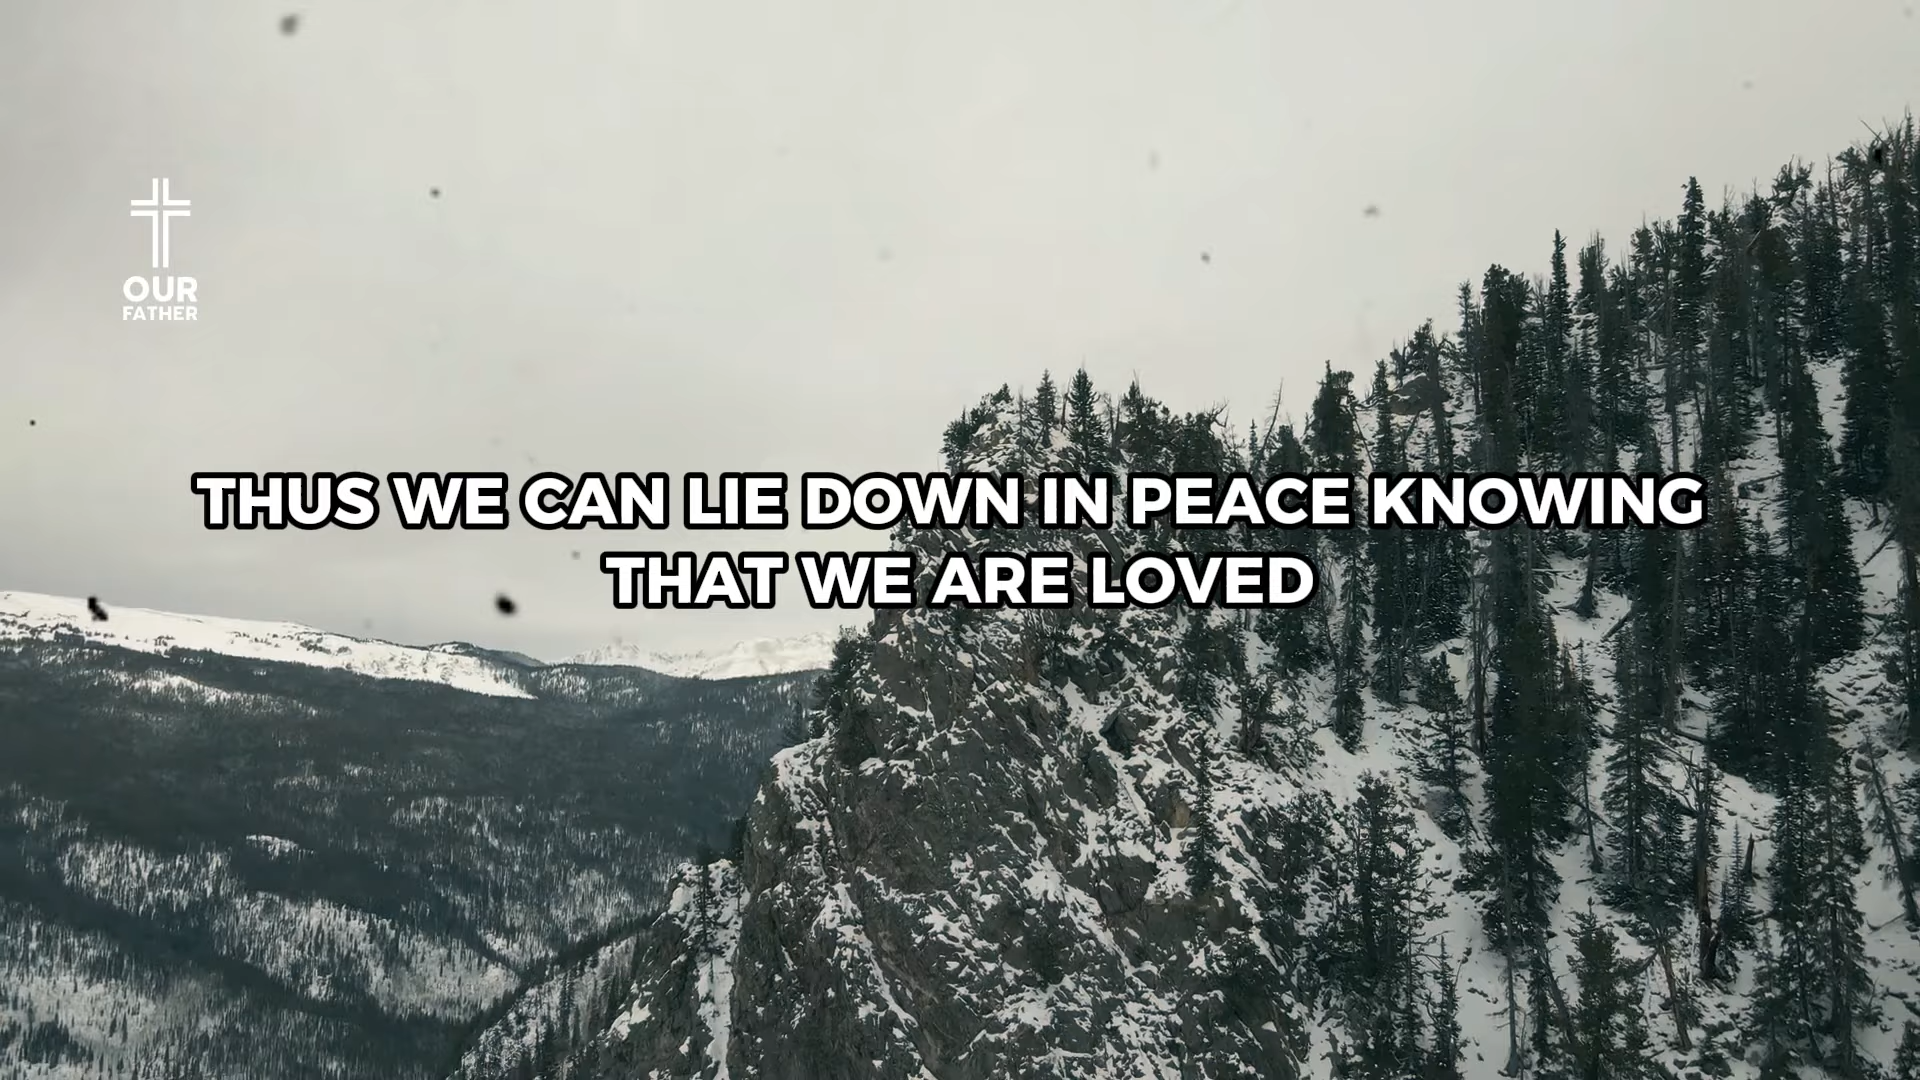 OUR
FATHER
THUS WE CAN LIE DOWN IN PEACE KNOWING
THAT WE ARE LOVED